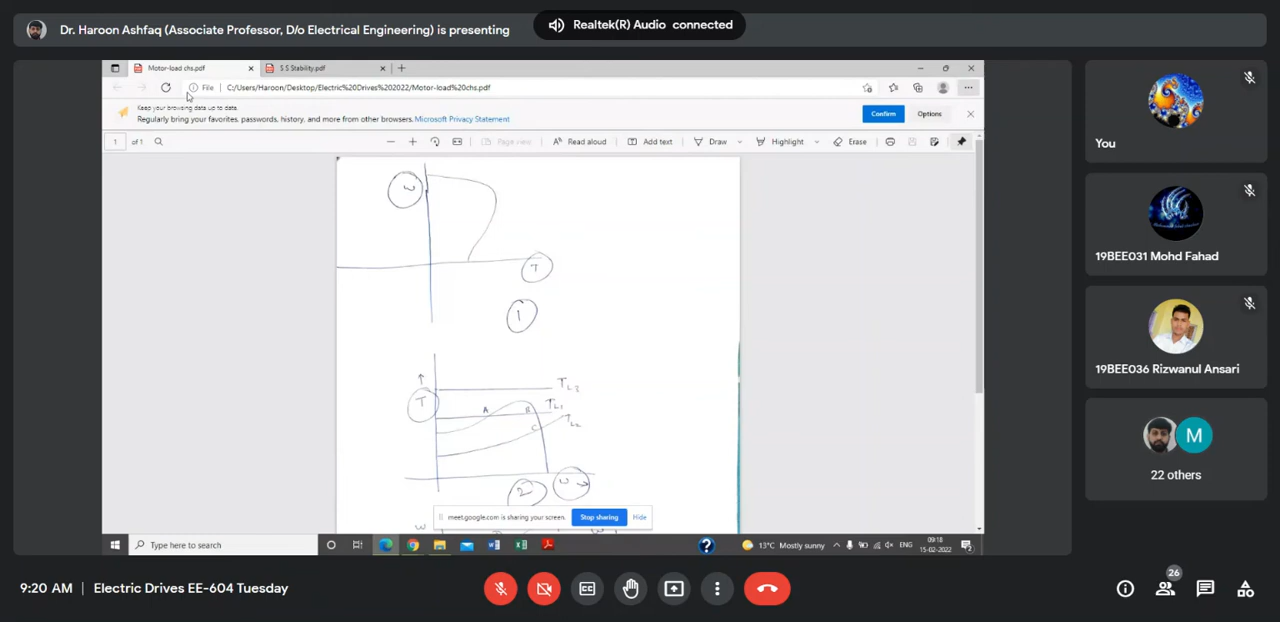 Dr. Haroon Ashfaq (Associate Professor, D/o Electrical Engineering) is presenting
Realtek(R) Audio connected
Motor-load chs.pdf
S S Stability.pdf
File
C:/Users/Haroon/Desktop/Electric%20Drives%202022/Motor-load%20chs.pdf
Keep your browsing data up to date.
Regularly bring your favorites, passwords, history, and more from other browsers. Microsoft Privacy Statement
Confirm
Options
1 of 1
Page view
Read aloud
Add text
Draw
Highlight
Erase
ω
T
1
T
TL3
A
B
TL1
TL2
C
2
ω
meet.google.com is sharing your screen.
Stop sharing
Hide
ω
Type here to search
13°C Mostly sunny
ENG
09:18
15-02-2022
You
19BEE031 Mohd Fahad
19BEE036 Rizwanul Ansari
M
22 others
9:20 AM | Electric Drives EE-604 Tuesday
26